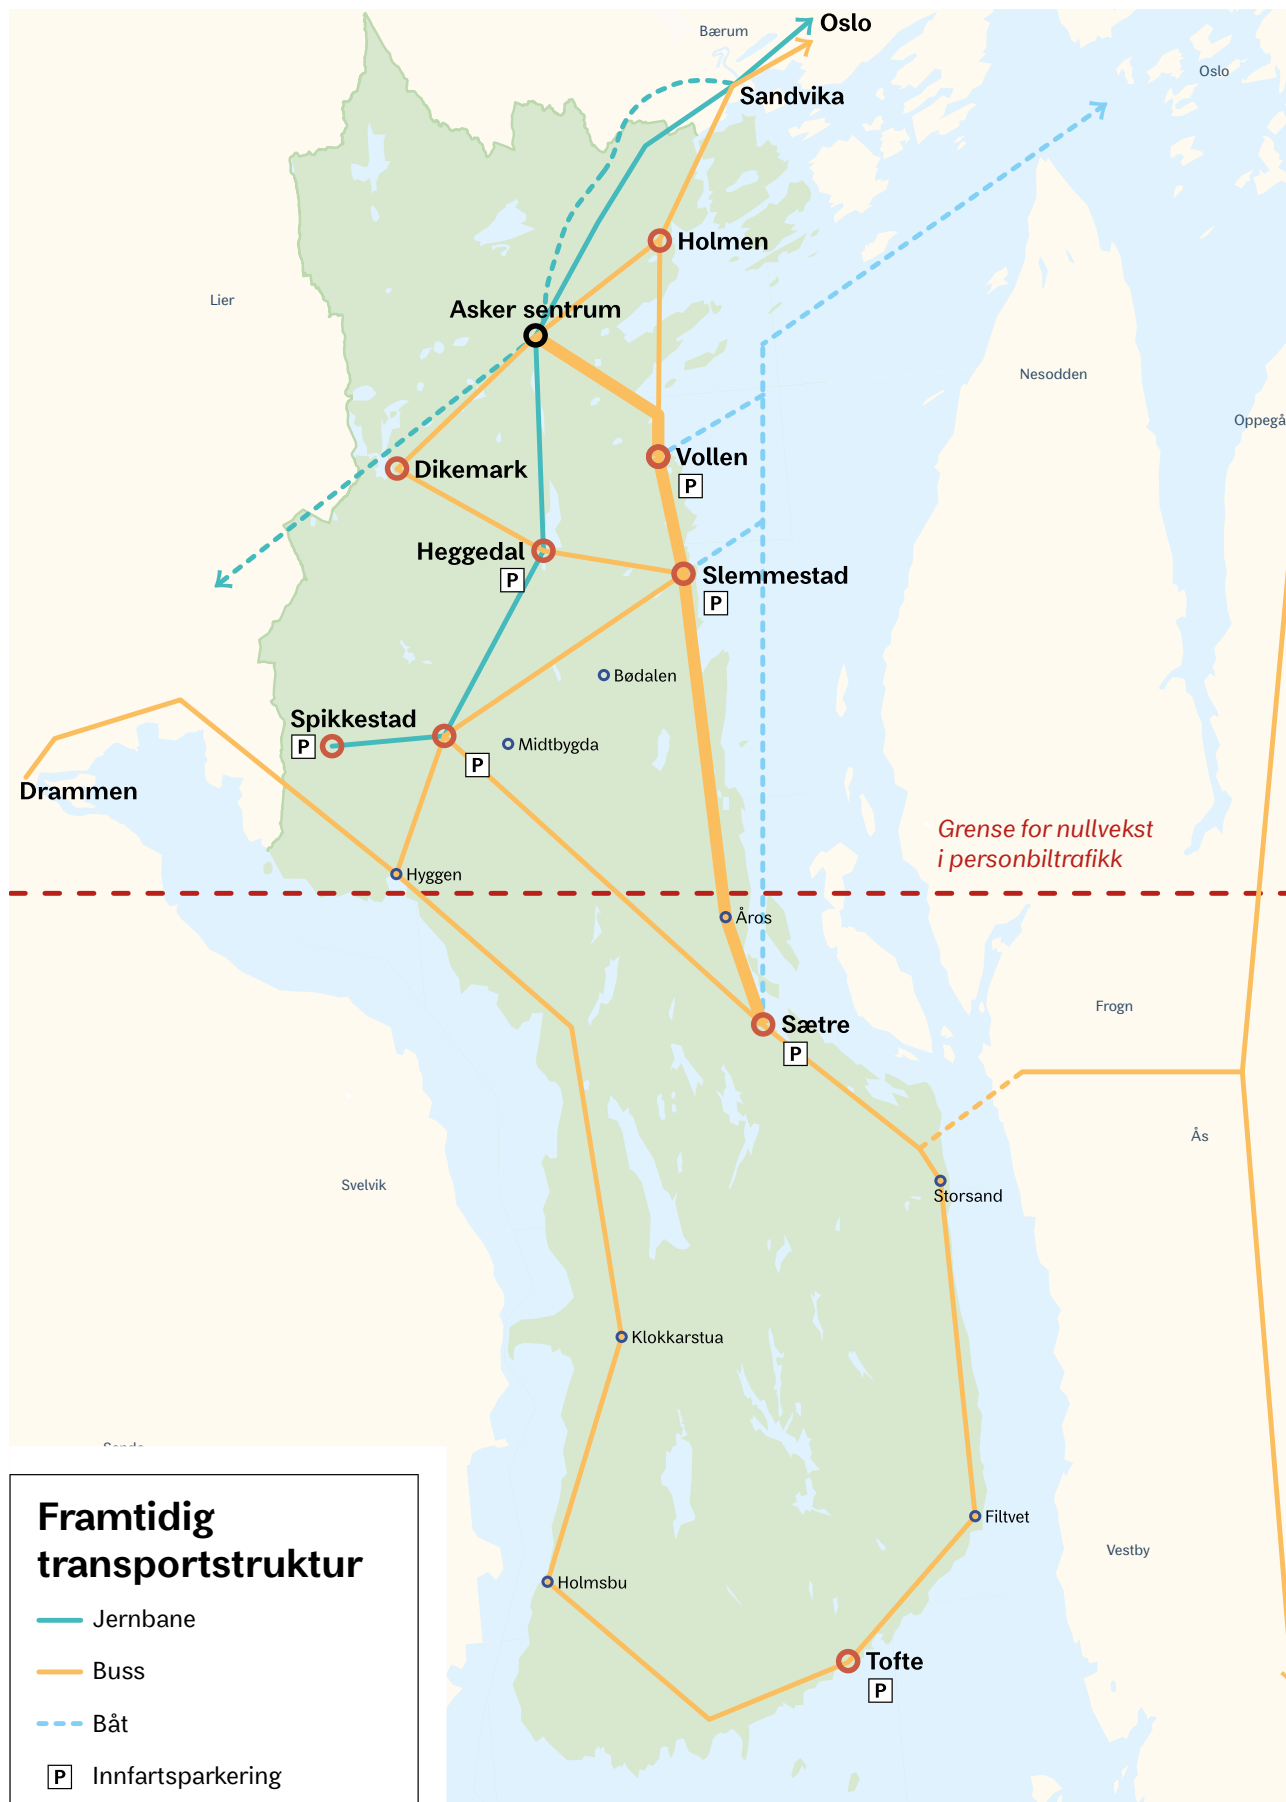 Oslo
Bærum
Oslo
Sandvika
Holmen
Lier
Asker sentrum
Nesodden
Oppegå
Vollen
P
Dikemark
Heggedal
P
Slemmestad
P
Bødalen
Spikkestad
P
Midtbygda
P
Drammen
Grense for nullvekst
i personbiltrafikk
Hyggen
Åros
Frogn
Sætre
P
Ås
Svelvik
Storsand
Klokkarstua
Filtvet
Vestby
Holmsbu
Tofte
P
Framtidig
transportstruktur
Jernbane
Buss
Båt
P Innfartsparkering